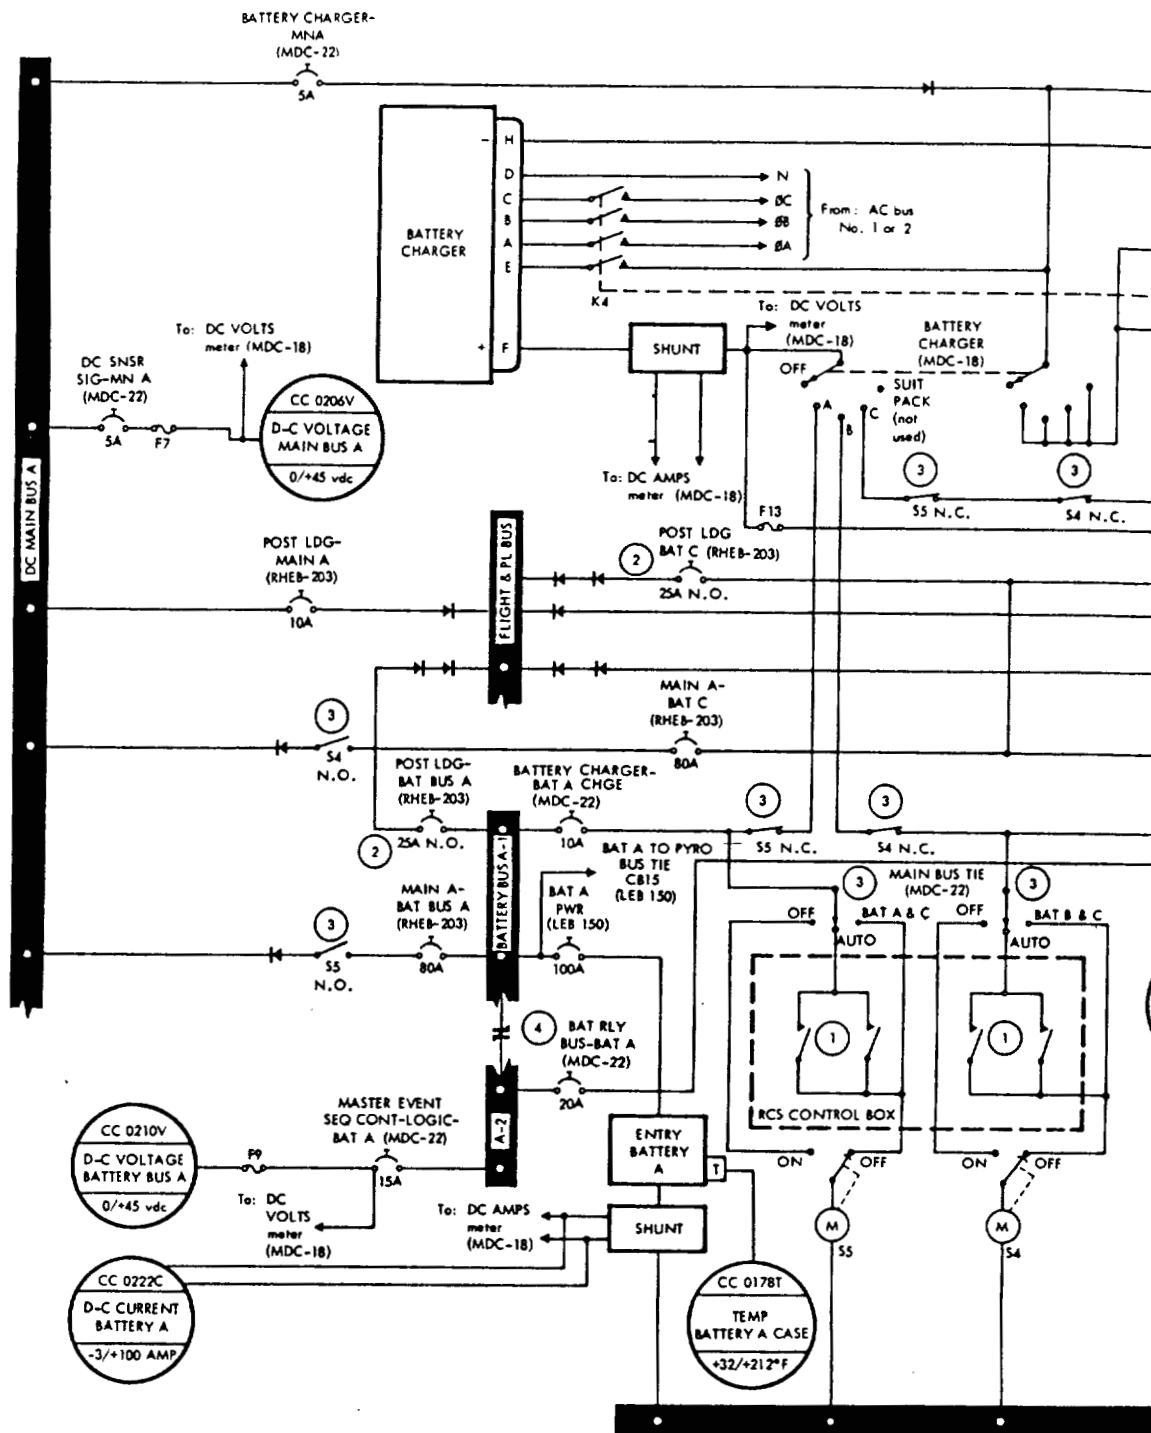 BATTERY CHARGER-
MNA
(MDC-22)
5A
BATTERY
CHARGER
-
H
D
C
B
A
E
+
F
N
ØC
ØB
ØA
From: AC bus
No. 1 or 2
K4
To: DC VOLTS
meter (MDC-18)
DC SNSR
SIG-MN A
(MDC-22)
5A
F7
CC 0206V
D-C VOLTAGE
MAIN BUS A
0/+45 vdc
SHUNT
To: DC VOLTS
meter
(MDC-18)
OFF
A
B
C
BATTERY
CHARGER
(MDC-18)
SUIT
PACK
(not
used)
To: DC AMPS
meter (MDC-18)
3
S5 N.C.
3
S4 N.C.
F13
DC MAIN BUS A
POST LDG-
MAIN A
(RHEB-203)
10A
FLIGHT & PL BUS
2
POST LDG
BAT C (RHEB-203)
25A N.O.
3
S4
N.O.
MAIN A-
BAT C
(RHEB-203)
80A
POST LDG-
BAT BUS A
(RHEB-203)
2
25A N.O.
BATTERY CHARGER-
BAT A CHGE
(MDC-22)
10A
3
S5 N.C.
3
S4 N.C.
BATTERY BUS A-1
BAT A TO PYRO
BUS TIE
CB15
(LEB 150)
BAT A
PWR
(LEB 150)
100A
MAIN A-
BAT BUS A
(RHEB-203)
80A
3
S5
N.O.
3
MAIN BUS TIE
(MDC-22)
3
OFF
BAT A & C
AUTO
OFF
BAT B & C
AUTO
1
1
RCS CONTROL BOX
4
BAT RLY
BUS-BAT A
(MDC-22)
20A
A-2
MASTER EVENT
SEQ CONT-LOGIC-
BAT A (MDC-22)
15A
F9
CC 0210V
D-C VOLTAGE
BATTERY BUS A
0/+45 vdc
To: DC
VOLTS
meter
(MDC-18)
ENTRY
BATTERY
A
T
To: DC AMPS
meter
(MDC-18)
SHUNT
ON
OFF
M
S5
ON
OFF
M
S4
CC 0222C
D-C CURRENT
BATTERY A
-3/+100 AMP
CC 0178T
TEMP
BATTERY A CASE
+32/+212°F